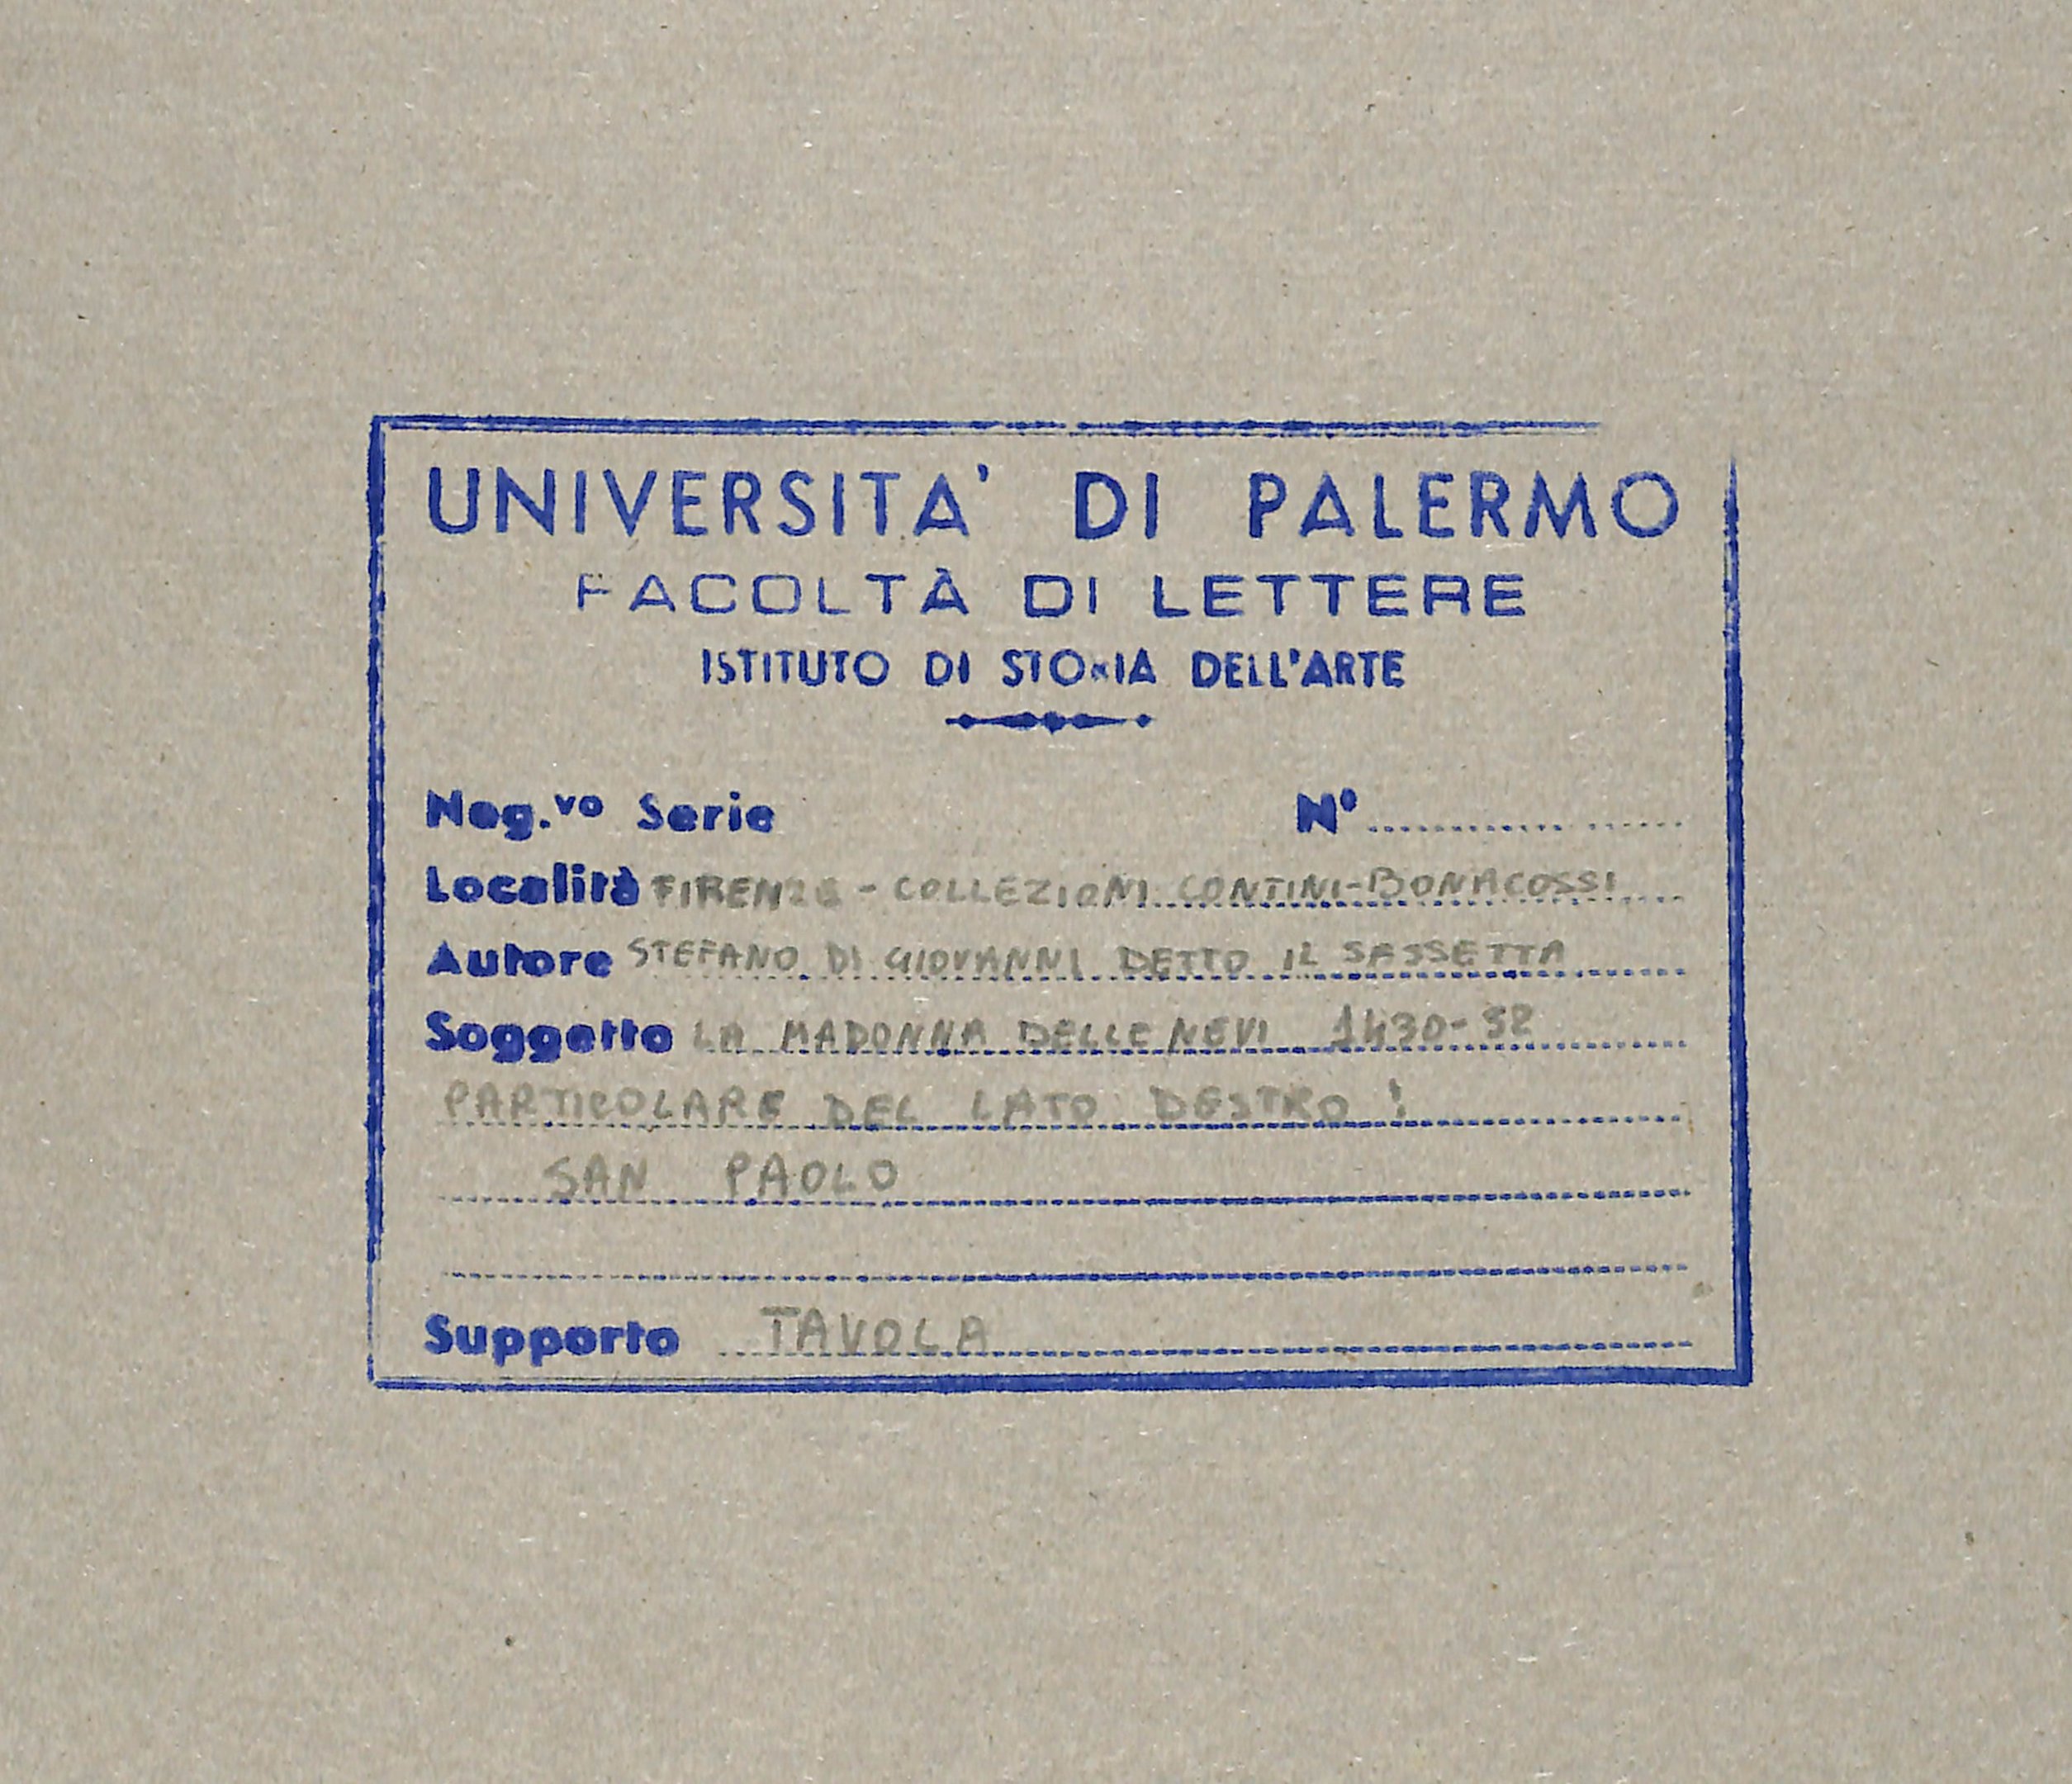 UNIVERSITA' DI PALERMO
FACOLTÀ DI LETTERE
ISTITUTO DI STORIA DELL'ARTE
Neg.vo Serie N°
Località FIRENZE - COLLEZIONI CONTINI-BONACOSSI
Autore STEFANO DI GIOVANNI DETTO IL SASSETTA
Soggetto LA MADONNA DELLE NEVI 1430-32
PARTICOLARE DEL LATO DESTRO :
SAN PAOLO
Supporto TAVOLA